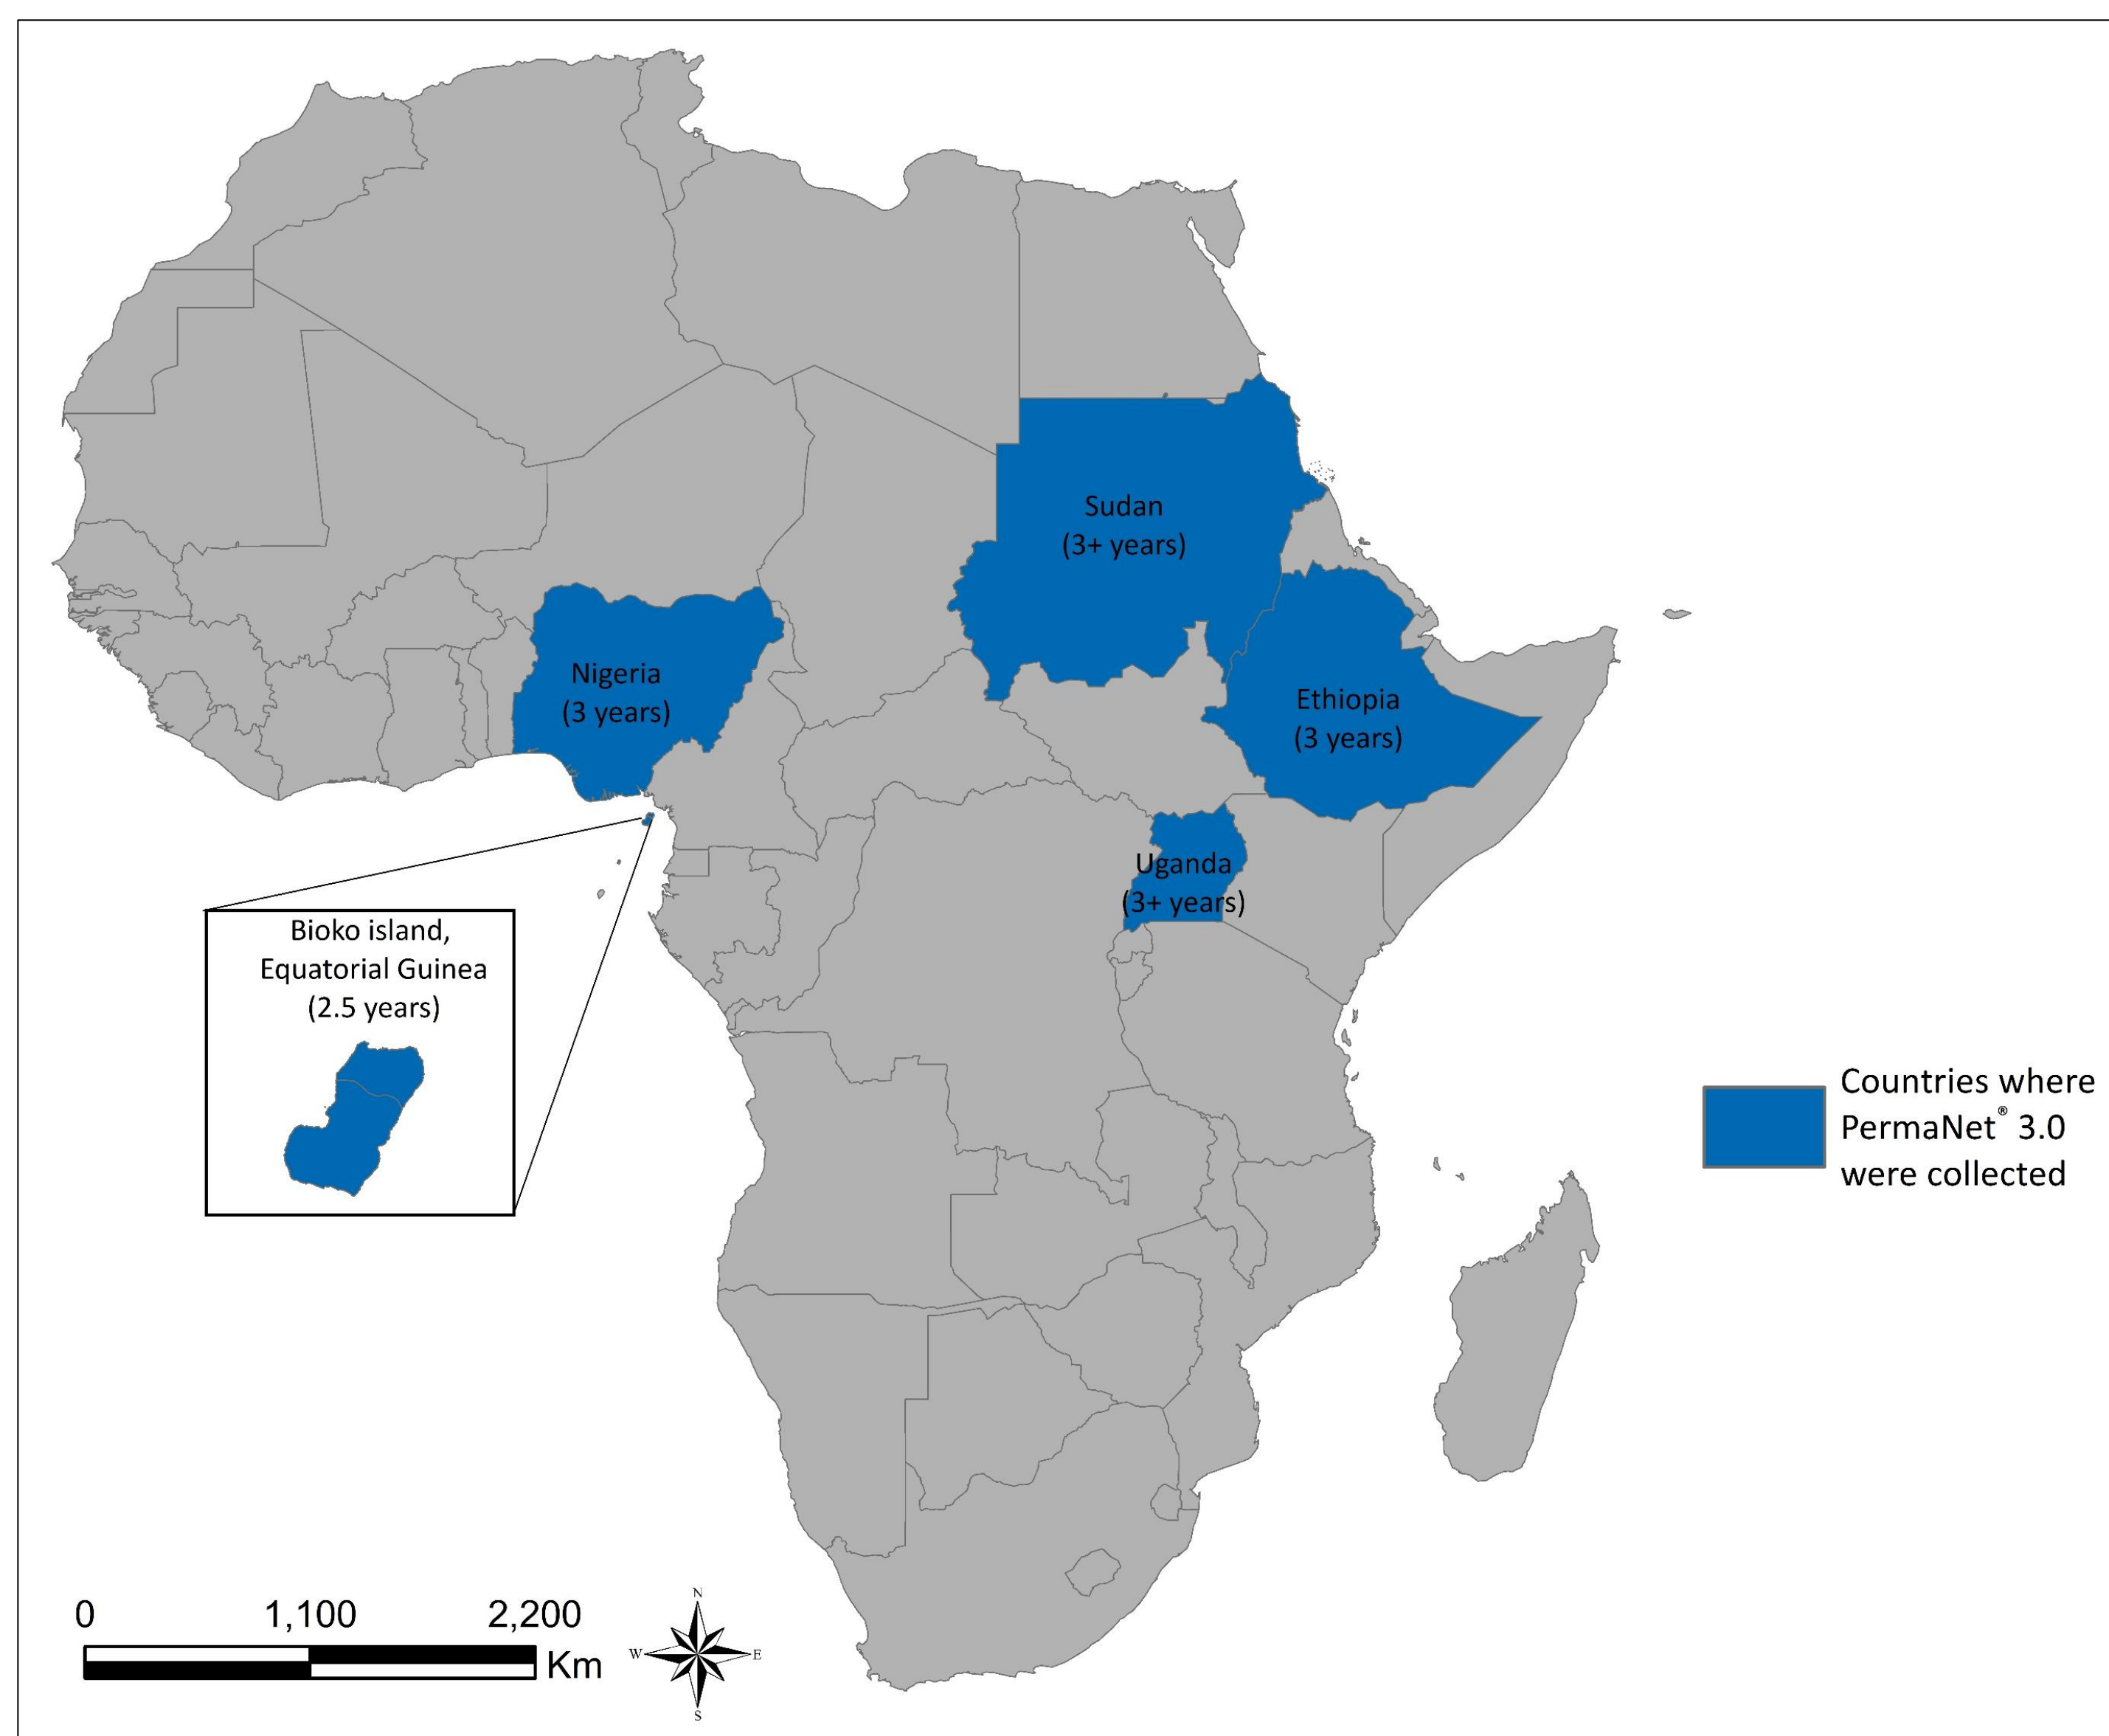 Sudan
(3+ years)
Nigeria
(3 years)
Ethiopia
(3 years)
Uganda
(3+ years)
Bioko island,
Equatorial Guinea
(2.5 years)
Countries where
PermaNet® 3.0
were collected
0 1,100 2,200
Km
N
W E
S